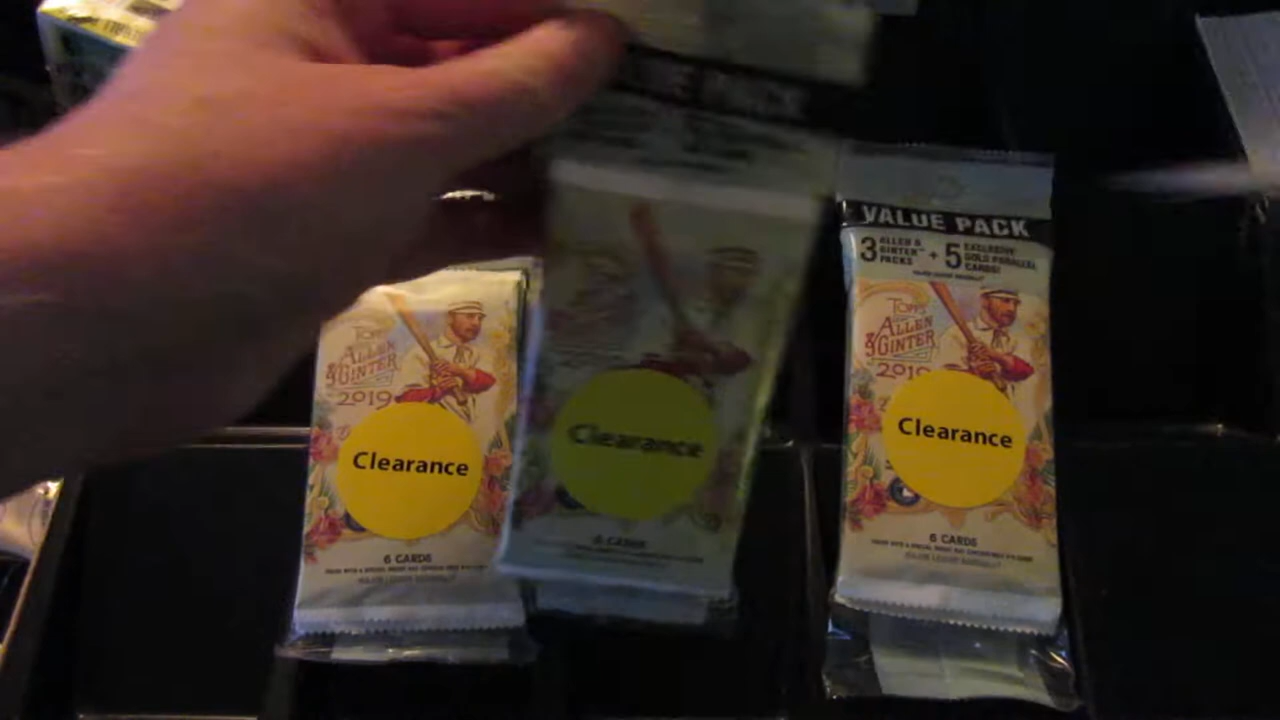 VALUE PACK
3 ALLEN & GINTER PACKS + 5 EXCLUSIVE GOLD PARALLEL CARDS!
TOPPS
ALLEN
& GINTER
2019
Clearance
6 CARDS
TOPPS
ALLEN
& GINTER
2019
Clearance
6 CARDS
Clearance
6 CARDS